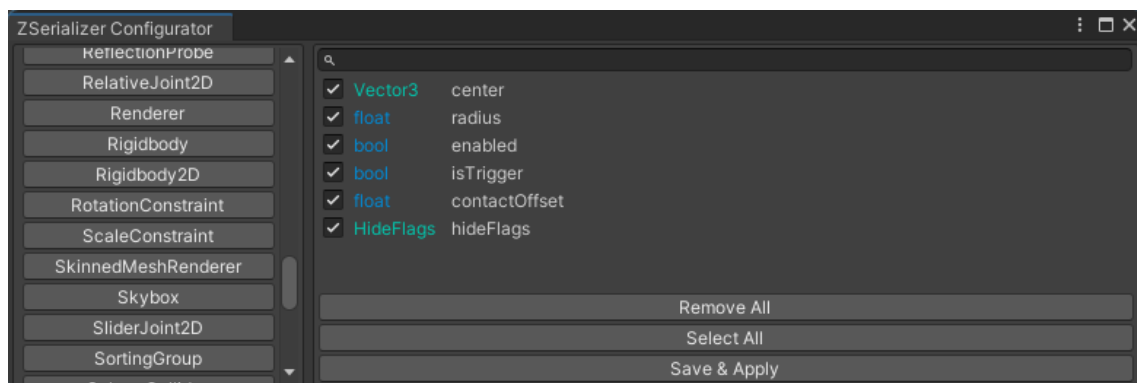 ZSerializer Configurator
ReflectionProbe
RelativeJoint2D
Renderer
Rigidbody
Rigidbody2D
RotationConstraint
ScaleConstraint
SkinnedMeshRenderer
Skybox
SliderJoint2D
SortingGroup
Vector3 center
float radius
bool enabled
bool isTrigger
float contactOffset
HideFlags hideFlags
Remove All
Select All
Save & Apply